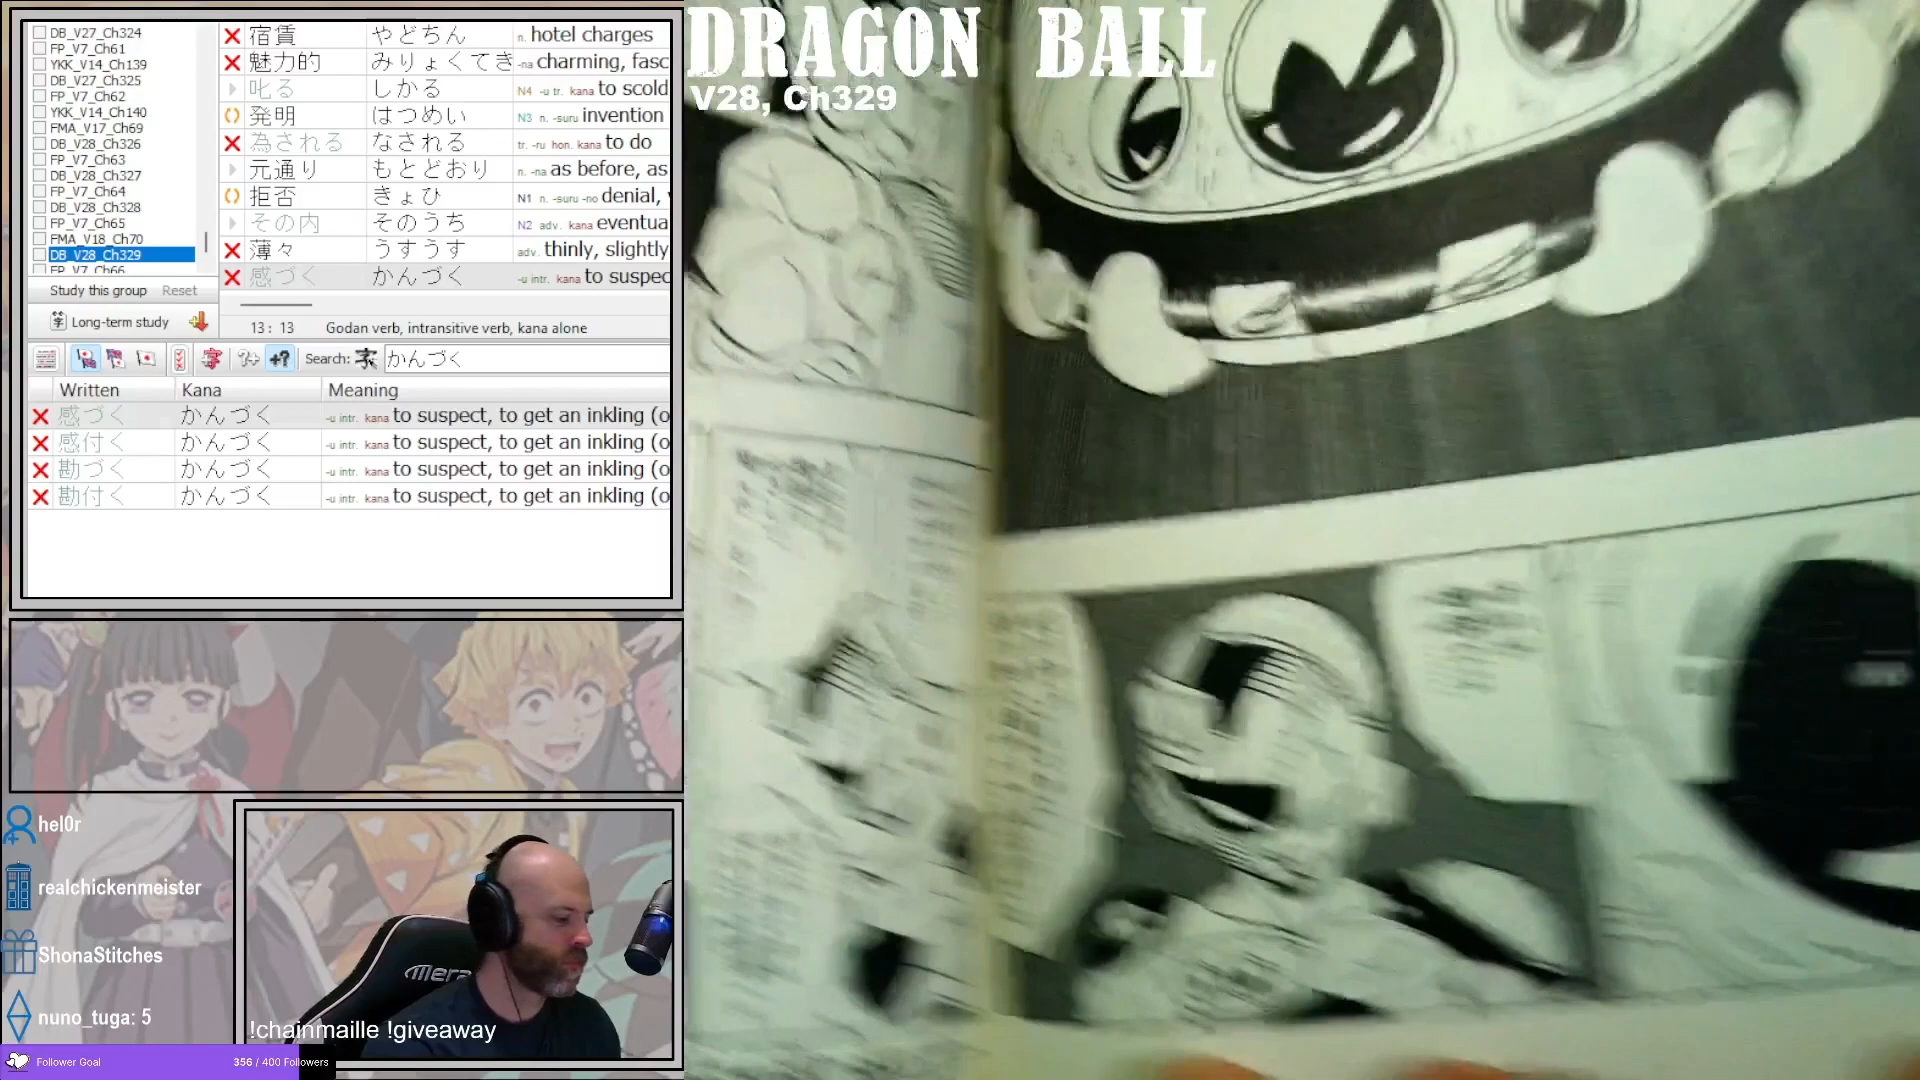 DB_V27_Ch324
FP_V7_Ch61
YKK_V14_Ch139
DB_V27_Ch325
FP_V7_Ch62
YKK_V14_Ch140
FMA_V17_Ch69
DB_V28_Ch326
FP_V7_Ch63
DB_V28_Ch327
FP_V7_Ch64
DB_V28_Ch328
FP_V7_Ch65
FMA_V18_Ch70
DB_V28_Ch329
FP_V7_Ch66
Study this group Reset
Long-term study
宿賃 やどちん n. hotel charges
魅力的 みりょくてき -na charming, fasc
叱る しかる N4 -u tr. kana to scold
発明 はつめい N3 n. -suru invention
為される なされる tr. -ru hon. kana to do
元通り もとどおり n. -na as before, as
拒否 きょひ N1 n. -suru -no denial,
その内 そのうち N2 adv. kana eventua
薄々 うすうす adv. thinly, slightly
感づく かんづく -u intr. kana to suspec
13: 13 Godan verb, intransitive verb, kana alone
Search: かんづく
Written Kana Meaning
感づく かんづく -u intr. kana to suspect, to get an inkling (o
感付く かんづく -u intr. kana to suspect, to get an inkling (o
勘づく かんづく -u intr. kana to suspect, to get an inkling (o
勘付く かんづく -u intr. kana to suspect, to get an inkling (o
DRAGON BALL
V28, Ch329
hel0r
realchickenmeister
ShonaStitches
nuno_tuga: 5
mera
!chainmaille !giveaway
Follower Goal 356 / 400 Followers